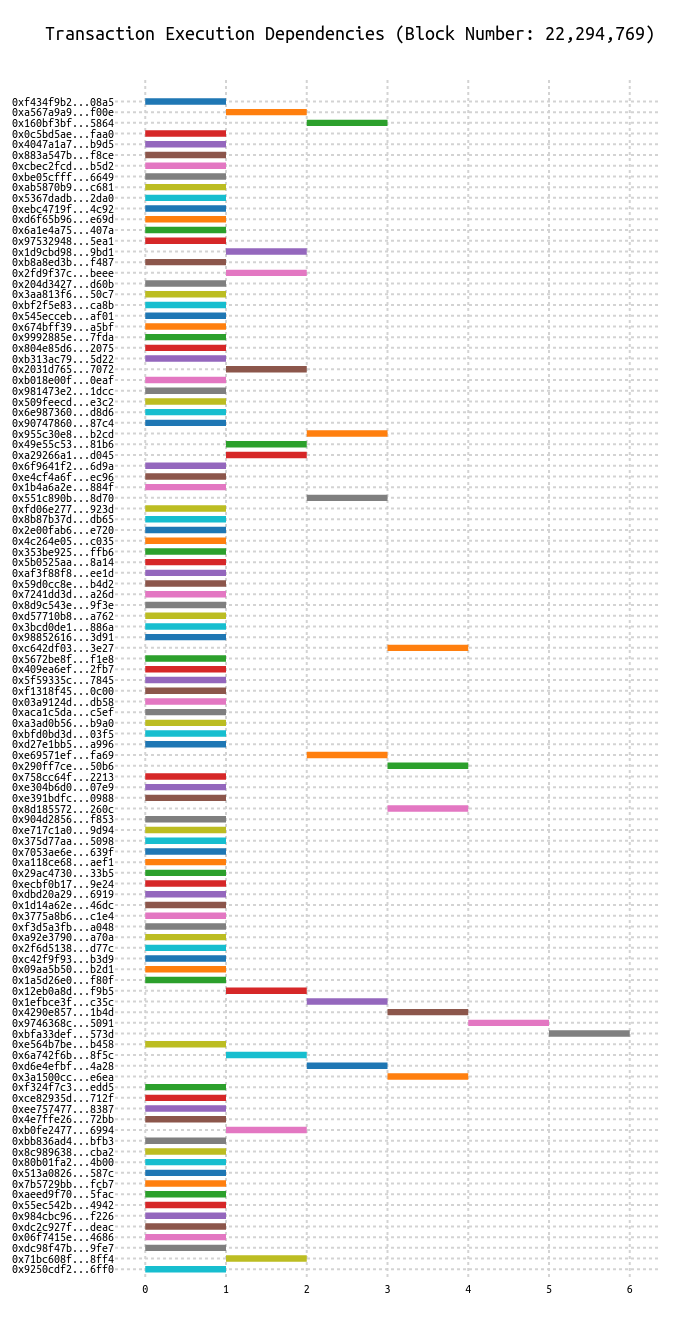 Transaction Execution Dependencies (Block Number: 22,294,769)
0xf434f9b2...08a5
0xa567a9a9...f00e
0x160bf3bf...5864
0x0c5bd5ae...faa0
0x4047a1a7...b9d5
0x883a547b...f8ce
0xcbec2fcd...b5d2
0xbe05cfff...6649
0xab5870b9...c681
0x5367dadb...2da0
0xebc4719f...4c92
0xd6f65b96...e69d
0x6a1e4a75...407a
0x97532948...5ea1
0x1d9cbd98...9bd1
0xb8a8ed3b...f487
0x2fd9f37c...beee
0x204d3427...d60b
0x3aa813f6...50c7
0xbf2f5e83...ca8b
0x545ecceb...af01
0x674bff39...a5bf
0x9992885e...7fda
0x804e85d6...2075
0xb313ac79...5d22
0x2031d765...7072
0xb018e00f...0eaf
0x981473e2...1dcc
0x509feecd...e3c2
0x6e987360...d8d6
0x90747860...87c4
0x955c30e8...b2cd
0x49e55c53...81b6
0xa29266a1...d045
0x6f9641f2...6d9a
0xe4cf4a6f...ec96
0x1b4a6a2e...884f
0x551c890b...8d70
0xfd06e277...923d
0x8b87b37d...db65
0x2e00fab6...e720
0x4c264e05...c035
0x353be925...ffb6
0x5b0525aa...8a14
0xaf3f88f8...ee1d
0x59d0cc8e...b4d2
0x7241dd3d...a26d
0x8d9c543e...9f3e
0xd57710b8...a762
0x3bcd0de1...886a
0x98852616...3d91
0xc642df03...3e27
0x5672be8f...f1e8
0x409ea6ef...2fb7
0x5f59335c...7845
0xf1318f45...0c00
0x03a9124d...db58
0xaca1c5da...c5ef
0xa3ad0b56...b9a0
0xbfd0bd3d...03f5
0xd27e1bb5...a996
0xe69571ef...fa69
0x290ff7ce...50b6
0x758cc64f...2213
0xe304b6d0...07e9
0xe391bdfc...0988
0x8d185572...260c
0x904d2856...f853
0xe717c1a0...9d94
0x375d77aa...5098
0x7053ae6e...639f
0xa118ce68...aef1
0x29ac4730...33b5
0xecbf0b17...9e24
0xdbd20a29...6919
0x1d14a62e...46dc
0x3775a8b6...c1e4
0xf3d5a3fb...a048
0xa92e3790...a70a
0x2f6d5138...d77c
0xc42f9f93...b3d9
0x09aa5b50...b2d1
0x1a5d26e0...f80f
0x12eb0a8d...f9b5
0x1efbce3f...c35c
0x4290e857...1b4d
0x9746368c...5091
0xbfa33def...573d
0xe564b7be...b458
0x6a742f6b...8f5c
0xd6e4efbf...4a28
0x3a1500cc...e6ea
0xf324f7c3...edd5
0xce82935d...712f
0xee757477...8387
0x4e7ffe26...72bb
0xb0fe2477...6994
0xbb836ad4...bfb3
0x8c989638...cba2
0x80b01fa2...4b00
0x513a0826...587c
0x7b5729bb...fcb7
0xaeed9f70...5fac
0x55ec542b...4942
0x984cbc96...f226
0xdc2c927f...deac
0x06f7415e...4686
0xdc98f47b...9fe7
0x71bc608f...8ff4
0x9250cdf2...6ff0
0 1 2 3 4 5 6